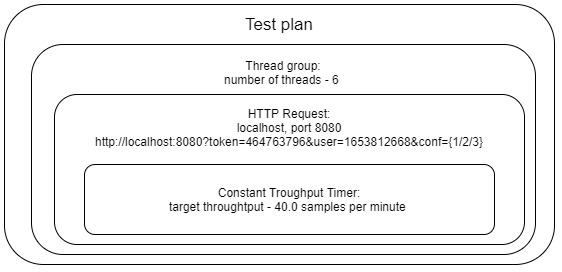 Test plan
Thread group:
number of threads - 6
HTTP Request:
localhost, port 8080
http://localhost:8080?token=464763796&user=1653812668&conf={1/2/3}
Constant Troughput Timer:
target throughtput - 40.0 samples per minute